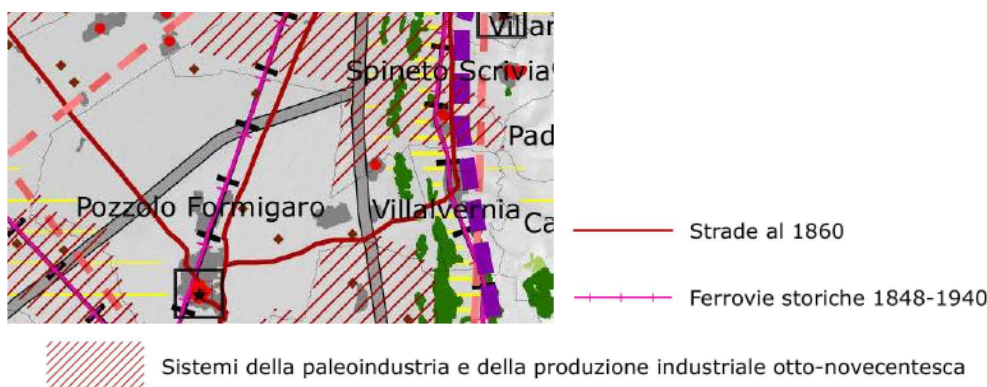 Villar
Spineto Scrivia
Pad
Pozzolo Formigaro
Villalvernia
Ca
Strade al 1860
Ferrovie storiche 1848-1940
Sistemi della paleoindustria e della produzione industriale otto-novecentesca